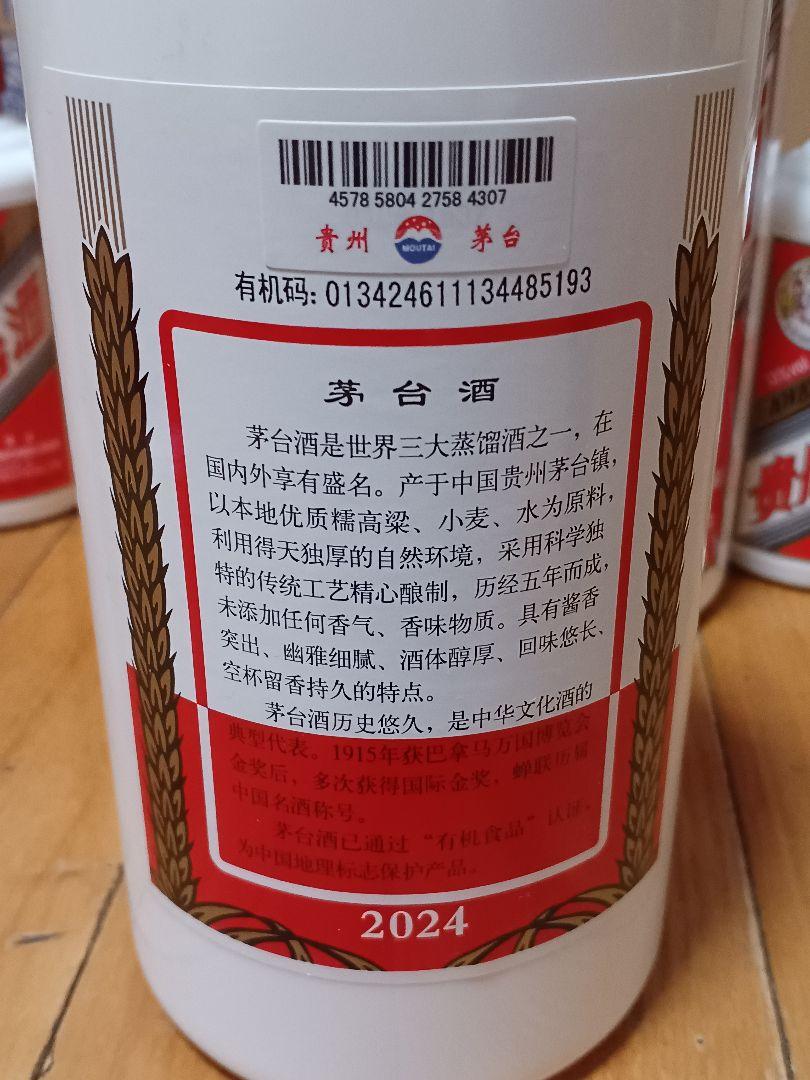 4578 5804 2758 4307
贵州 MOUTAI 茅台
有机码: 013424611134485193
茅台酒
茅台酒是世界三大蒸馏酒之一，在
国内外享有盛名。产于中国贵州茅台镇，
以本地优质糯高粱、小麦、水为原料，
利用得天独厚的自然环境，采用科学独
特的传统工艺精心酿制，历经五年而成，
未添加任何香气、香味物质。具有酱香
突出、幽雅细腻、酒体醇厚、回味悠长、
空杯留香持久的特点。
茅台酒历史悠久，是中华文化酒的
典型代表。1915年获巴拿马万国博览会
金奖后，多次获得国际金奖，蝉联历届
中国名酒称号。
茅台酒已通过“有机食品”认证，
为中国地理标志保护产品。
2024
酒
贵州